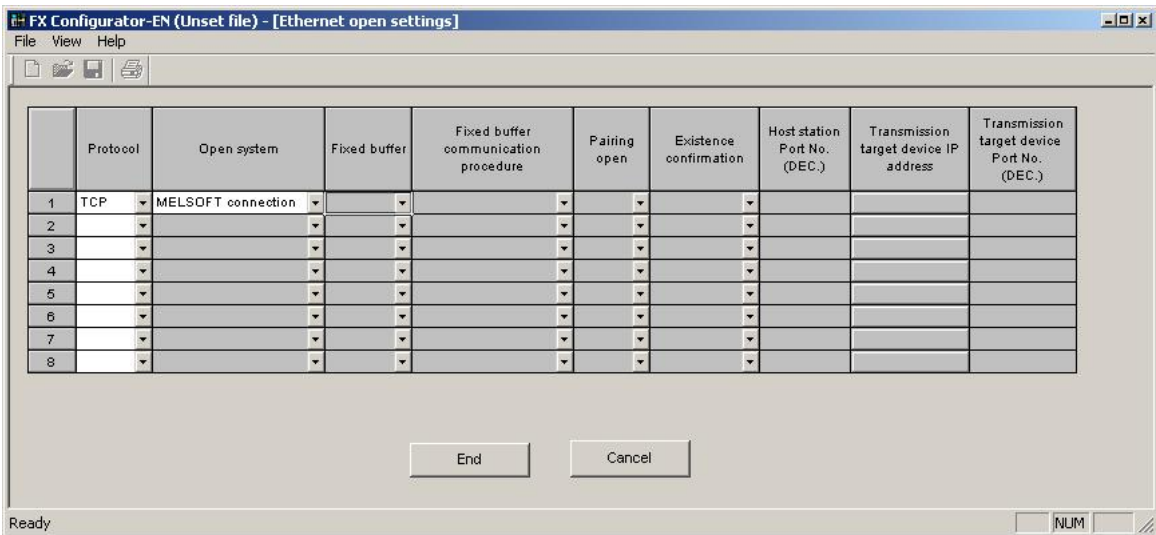 FX Configurator-EN (Unset file) - [Ethernet open settings]
File View Help
Protocol
Open system
Fixed buffer
Fixed buffer
communication
procedure
Pairing
open
Existence
confirmation
Host station
Port No.
(DEC.)
Transmission
target device IP
address
Transmission
target device
Port No.
(DEC.)
1 TCP MELSOFT connection
2
3
4
5
6
7
8
End Cancel
Ready NUM